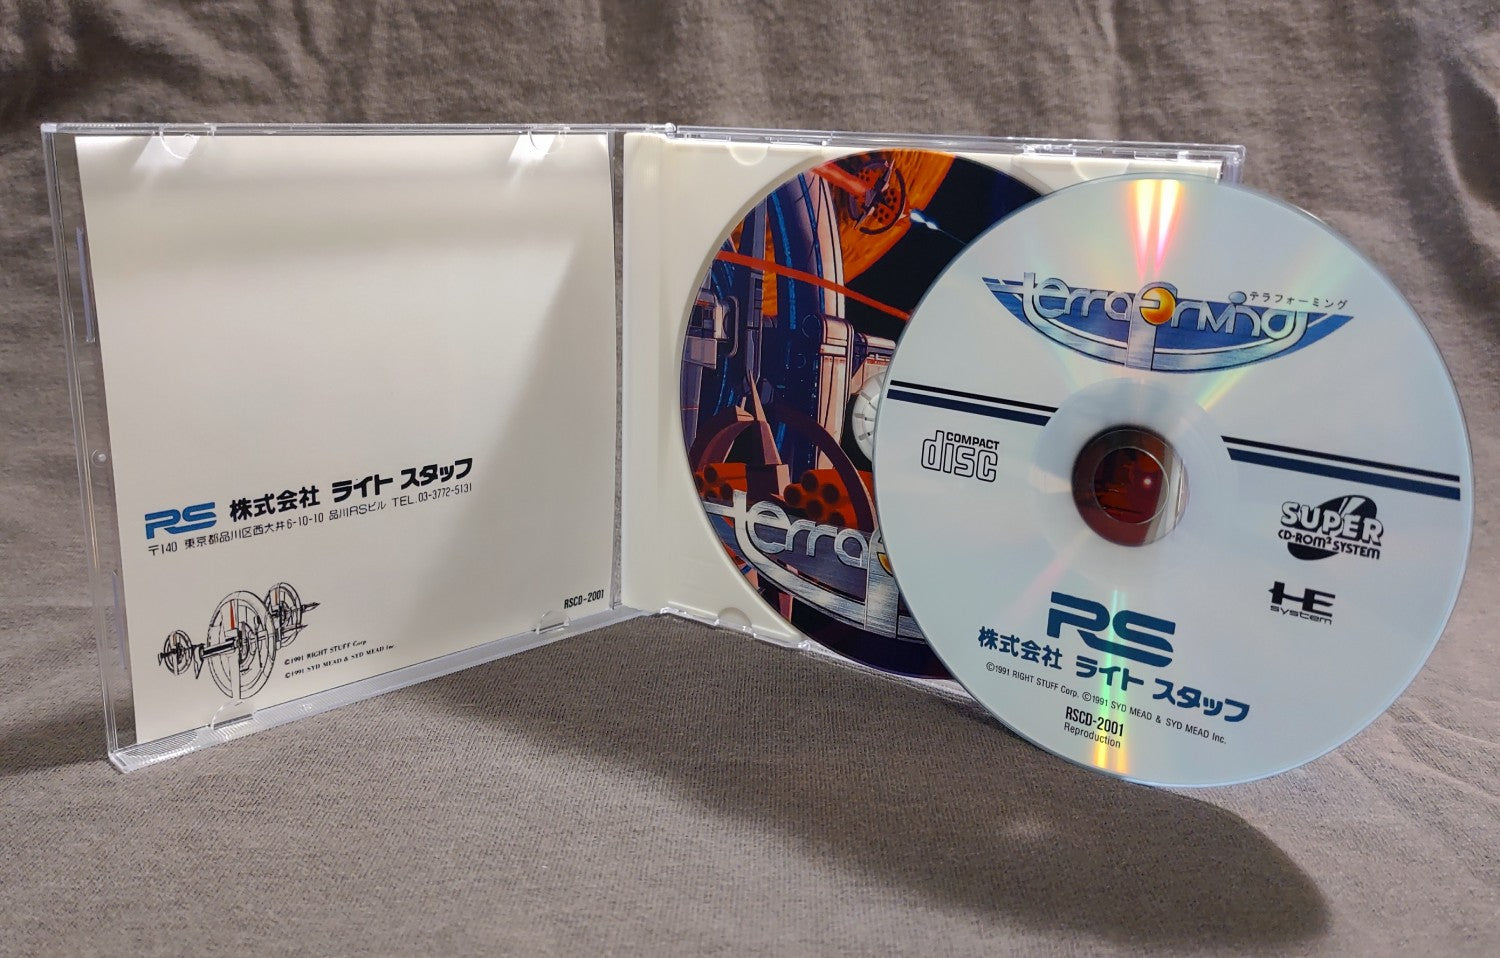 RS 株式会社 ライト スタッフ
〒140 東京都品川区西大井6-10-10 品川RSビル TEL.03-3772-5131
©1991 RIGHT STUFF Corp.
©1991 SYD MEAD & SYD MEAD Inc.
RSCD-2001
terraforming
テラフォーミング
COMPACT
disc
SUPER
CD-ROM² SYSTEM
HE
system
RS
株式会社 ライト スタッフ
©1991 RIGHT STUFF Corp. ©1991 SYD MEAD & SYD MEAD Inc.
RSCD-2001
Reproduction